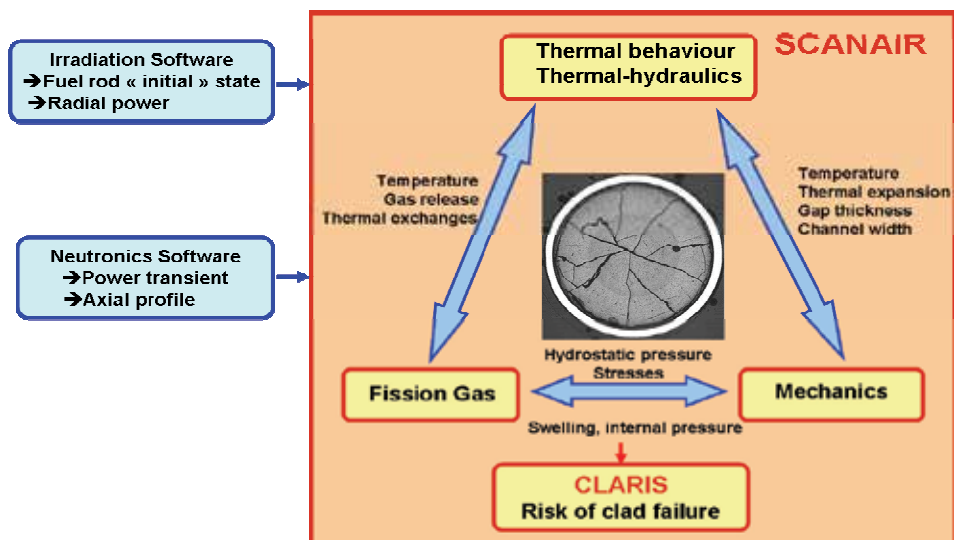 Irradiation Software
➔Fuel rod « initial » state
➔Radial power
Neutronics Software
➔Power transient
➔Axial profile
SCANAIR
Thermal behaviour
Thermal-hydraulics
Temperature
Gas release
Thermal exchanges
Temperature
Thermal expansion
Gap thickness
Channel width
Hydrostatic pressure
Stresses
Fission Gas
Mechanics
Swelling, internal pressure
CLARIS
Risk of clad failure